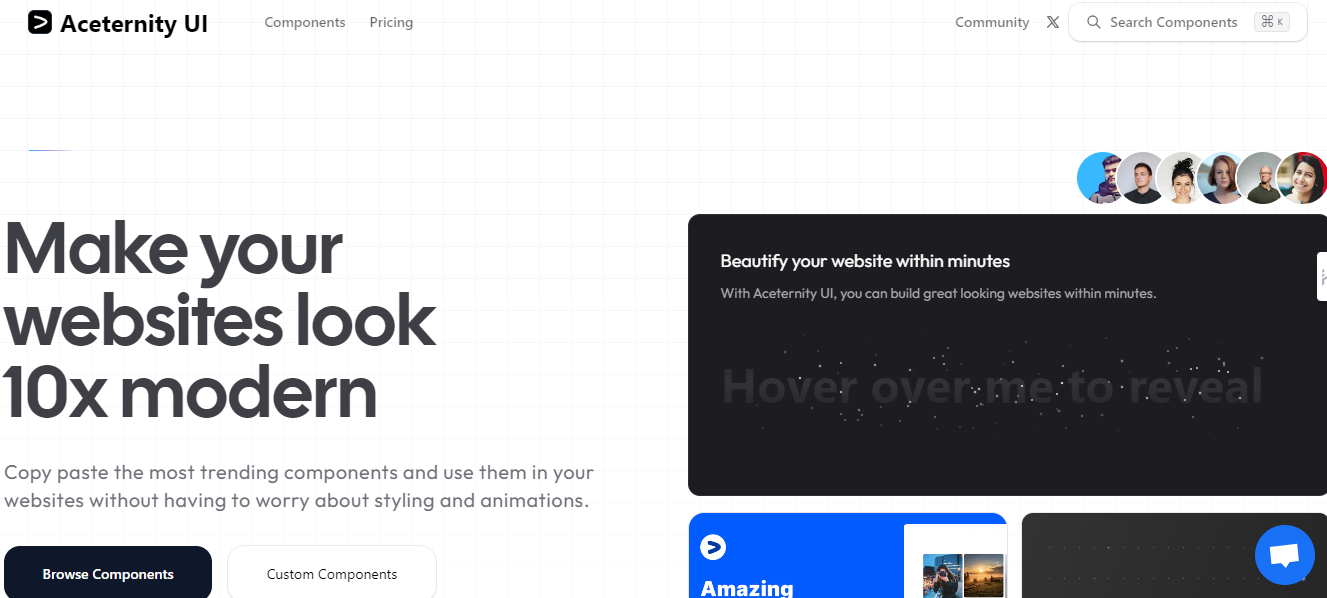 Aceternity UI
Components
Pricing
Community
Search Components
⌘ K
Make your
websites look
10x modern
Copy paste the most trending components and use them in your
websites without having to worry about styling and animations.
Browse Components
Custom Components
Beautify your website within minutes
With Aceternity UI, you can build great looking websites within minutes.
Hover over me to reveal
Amazing